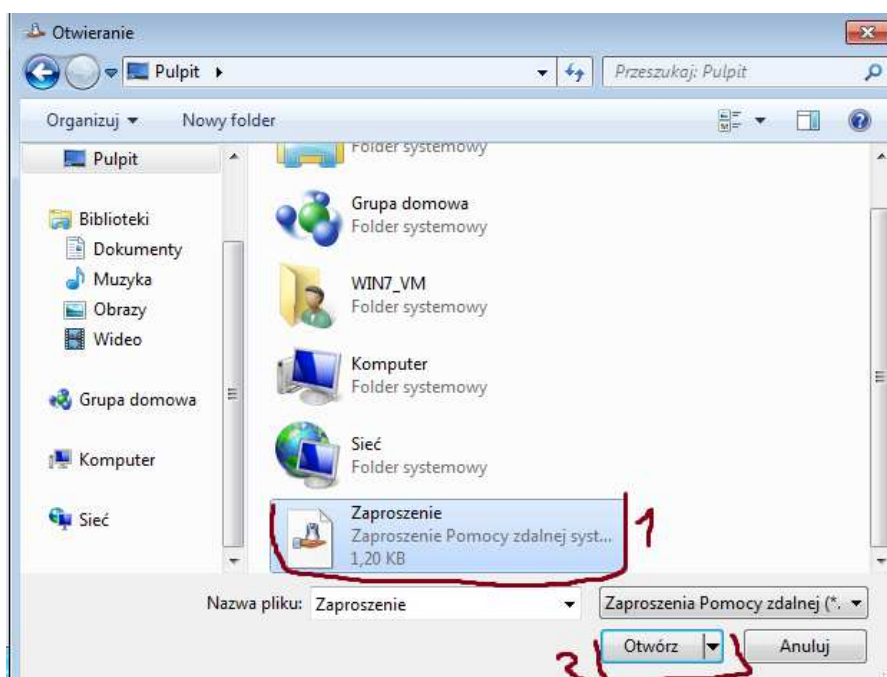 Otwieranie
Pulpit
Przeszukaj: Pulpit
Organizuj
Nowy folder
Pulpit
Biblioteki
Dokumenty
Muzyka
Obrazy
Wideo
Grupa domowa
Komputer
Sieć
Folder systemowy
Grupa domowa
Folder systemowy
WIN7_VM
Folder systemowy
Komputer
Folder systemowy
Sieć
Folder systemowy
Zaproszenie
Zaproszenie Pomocy zdalnej syst...
1,20 KB
1
Nazwa pliku: Zaproszenie
Zaproszenia Pomocy zdalnej (*.
Otwórz
Anuluj